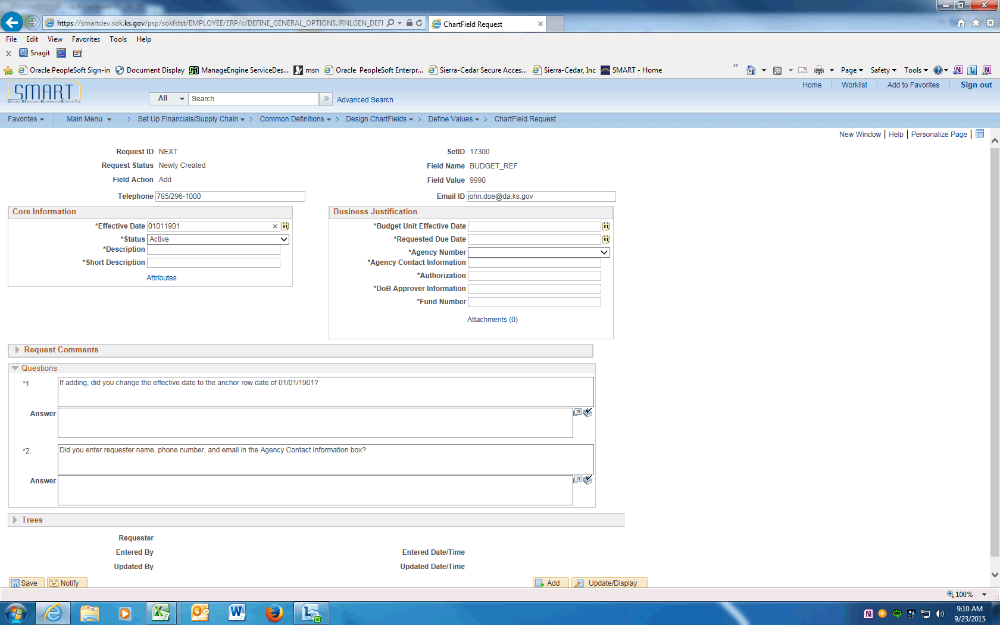 https://smartdev.sok.ks.gov/psp/sokfstst/EMPLOYEE/ERP/c/DEFINE_GENERAL_OPTIONS.JRNLGEN_DEFI
ChartField Request
File Edit View Favorites Tools Help
Snagit
Oracle PeopleSoft Sign-in Document Display ManageEngine ServiceDes... msn Oracle PeopleSoft Enterpr... Sierra-Cedar Secure Acces... Sierra-Cedar, Inc SMART - Home Page Safety Tools
SMART
Home Worklist Add to Favorites Sign out
All Search Advanced Search
Favorites Main Menu > Set Up Financials/Supply Chain > Common Definitions > Design ChartFields > Define Values > ChartField Request
New Window | Help | Personalize Page |
Request ID NEXT SetID 17300
Request Status Newly Created Field Name BUDGET_REF
Field Action Add Field Value 9990
Telephone 785/296-1000 Email ID john.doe@da.ks.gov
Core Information
*Effective Date 01011901
*Status Active
*Description
*Short Description
Attributes
Business Justification
*Budget Unit Effective Date
*Requested Due Date
*Agency Number
*Agency Contact Information
*Authorization
*DoB Approver Information
*Fund Number
Attachments (0)
Request Comments
Questions
*1. If adding, did you change the effective date to the anchor row date of 01/01/1901?
Answer
*2. Did you enter requester name, phone number, and email in the Agency Contact Information box?
Answer
Trees
Requester
Entered By Entered Date/Time
Updated By Updated Date/Time
Save Notify Add Update/Display
100%
9:10 AM
9/23/2015